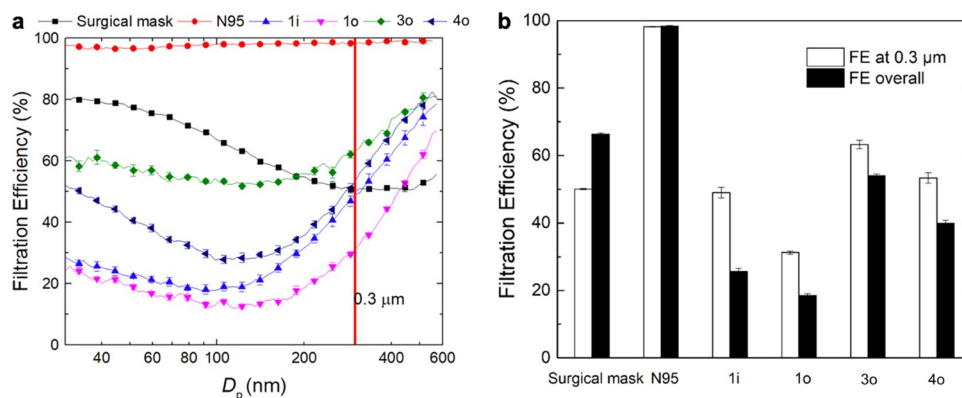 a
Surgical mask N95 1i 1o 3o 4o
100
80
60
40
20
0
Filtration Efficiency (%)
0.3 μm
40 60 80 100 200 400 600
Dp (nm)
b
FE at 0.3 μm
FE overall
100
80
60
40
20
0
Filtration Efficiency (%)
Surgical mask N95 1i 1o 3o 4o